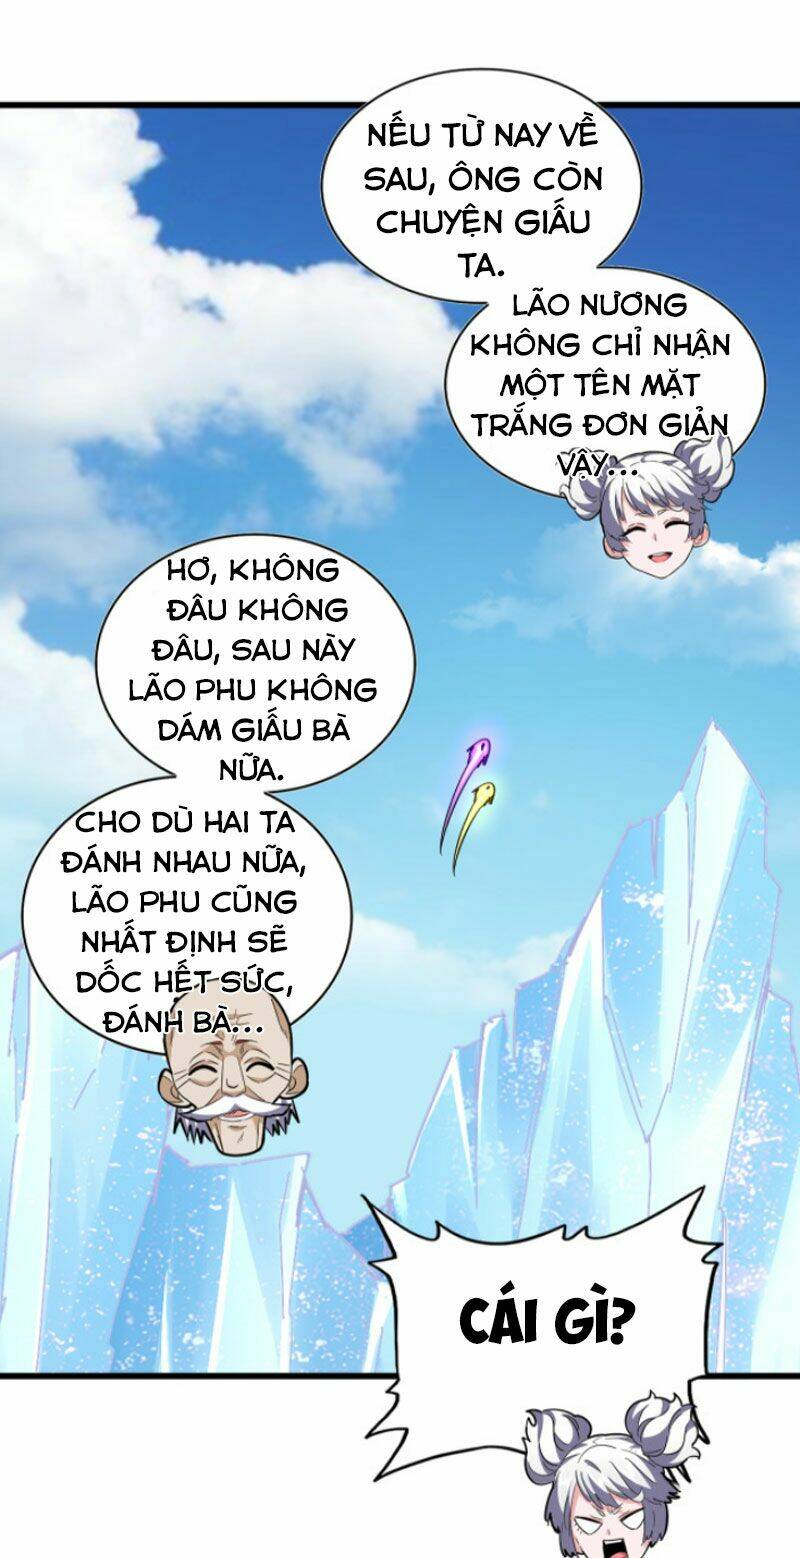 NẾU TỪ NAY VỀ
SAU, ÔNG CÒN
CHUYỆN GIẤU
TA.
LÃO NƯƠNG
KHÔNG CHỈ NHẬN
MỘT TÊN MẶT
TRẮNG ĐƠN GIẢN
VẬY...
HƠ, KHÔNG
ĐÂU KHÔNG
ĐÂU, SAU NÀY
LÃO PHU KHÔNG
DÁM GIẤU BÀ
NỮA.
CHO DÙ HAI TA
ĐÁNH NHAU NỮA,
LÃO PHU CŨNG
NHẤT ĐỊNH SẼ
DỐC HẾT SỨC,
ĐÁNH BÀ...
CÁI GÌ?